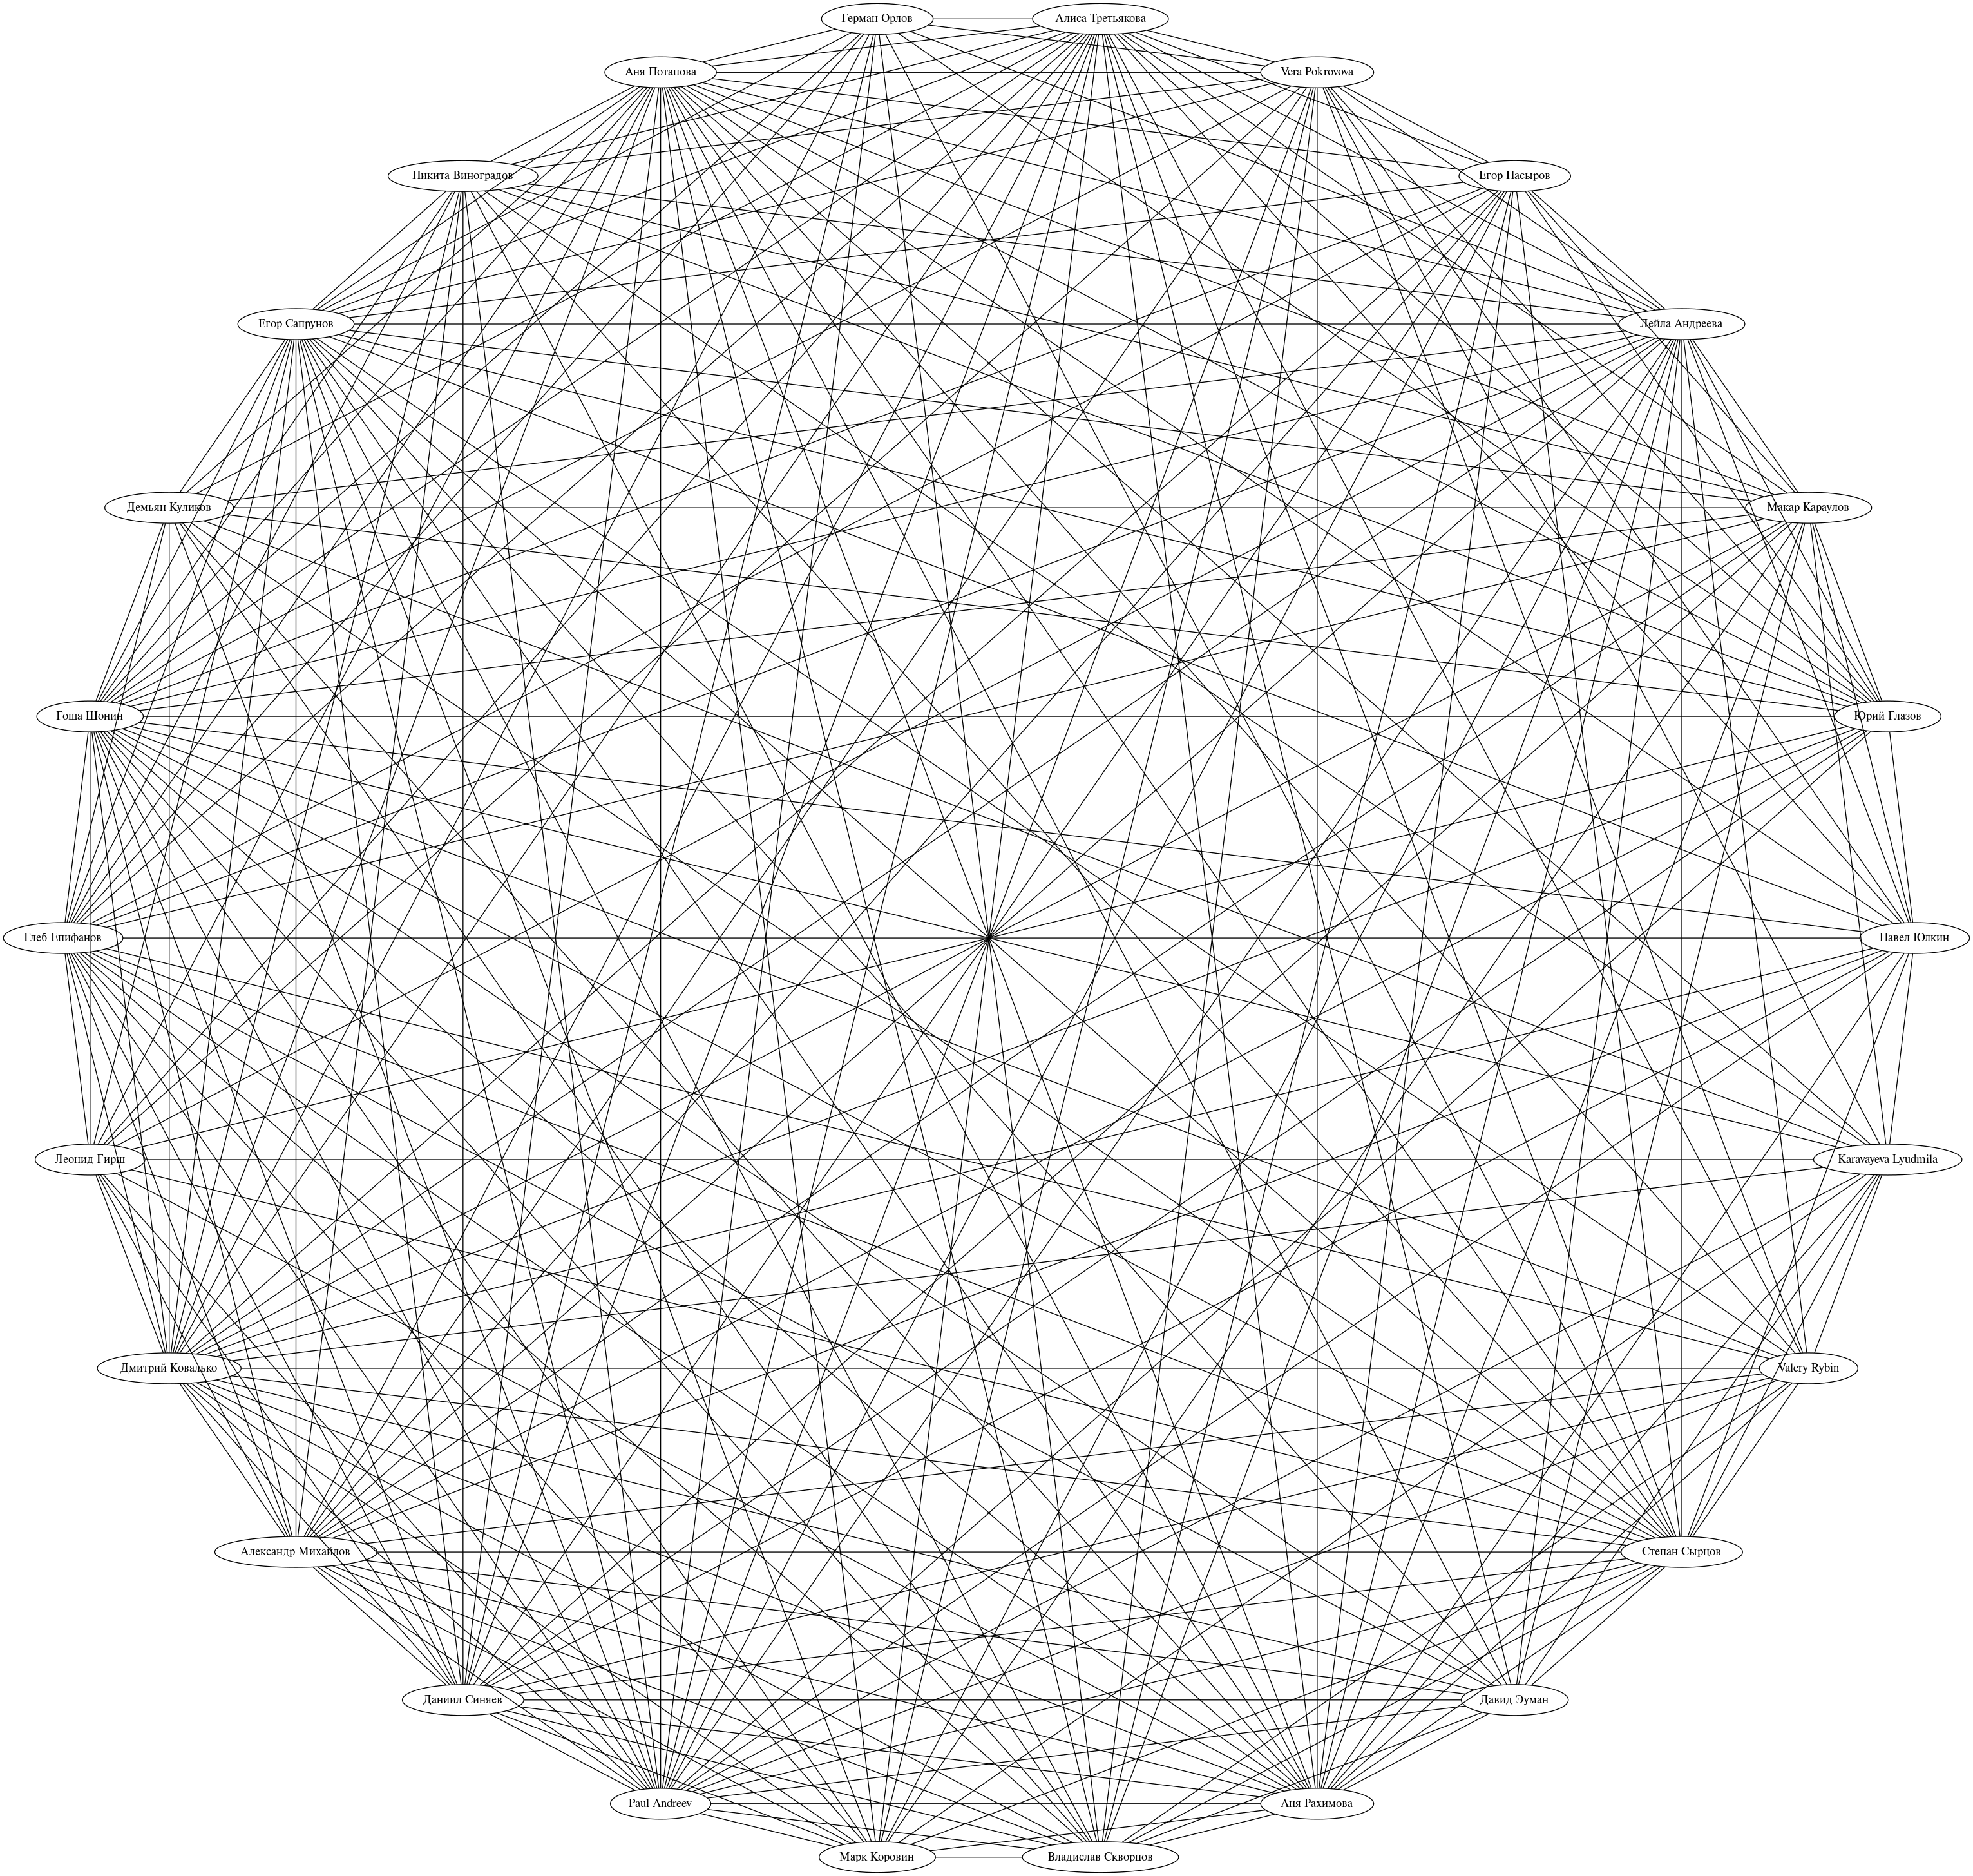 Герман Орлов
Алиса Третьякова
Аня Потапова
Vera Pokrovova
Никита Виноградов
Егор Насыров
Егор Сапрунов
Лейла Андреева
Демьян Куликов
Макар Караулов
Гоша Шонин
Юрий Глазов
Глеб Епифанов
Павел Юлкин
Леонид Гирш
Karavayeva Lyudmila
Дмитрий Ковалько
Valery Rybin
Александр Михайлов
Степан Сырцов
Даниил Синяев
Давид Эуман
Paul Andreev
Аня Рахимова
Марк Коровин
Владислав Скворцов